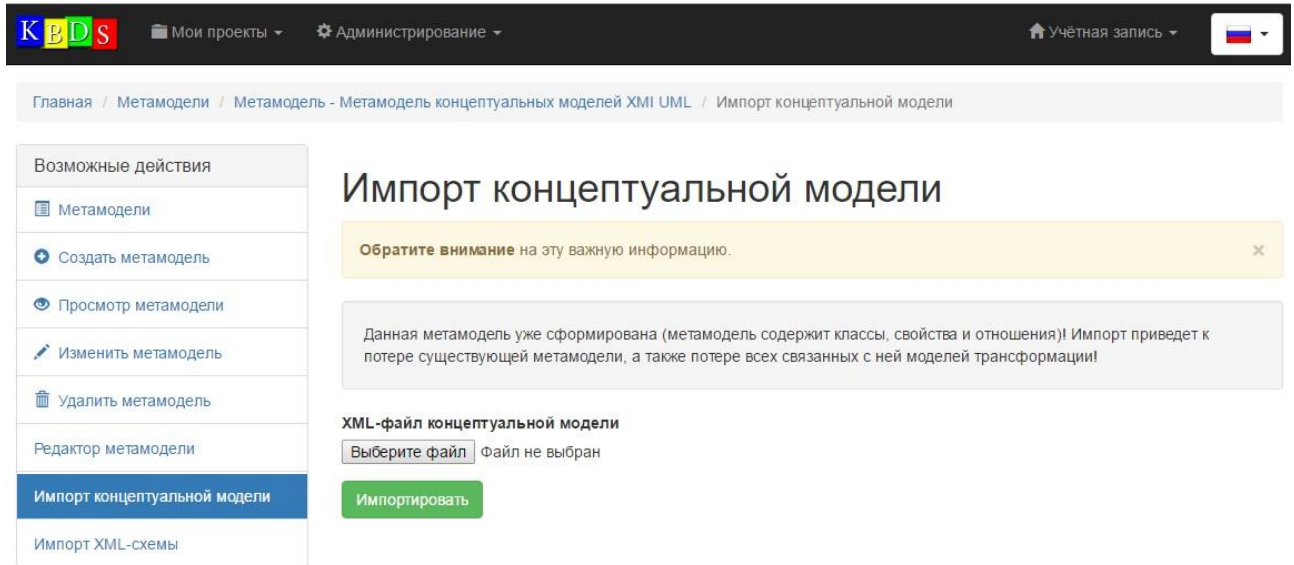 KBDS Мои проекты Администрирование Учётная запись
Главная / Метамодели / Метамодель - Метамодель концептуальных моделей XMI UML / Импорт концептуальной модели
Возможные действия
Метамодели
Создать метамодель
Просмотр метамодели
Изменить метамодель
Удалить метамодель
Редактор метамодели
Импорт концептуальной модели
Импорт XML-схемы
Импорт концептуальной модели
Обратите внимание на эту важную информацию. ×
Данная метамодель уже сформирована (метамодель содержит классы, свойства и отношения)! Импорт приведет к
потере существующей метамодели, а также потере всех связанных с ней моделей трансформации!
XML-файл концептуальной модели
Выберите файл Файл не выбран
Импортировать